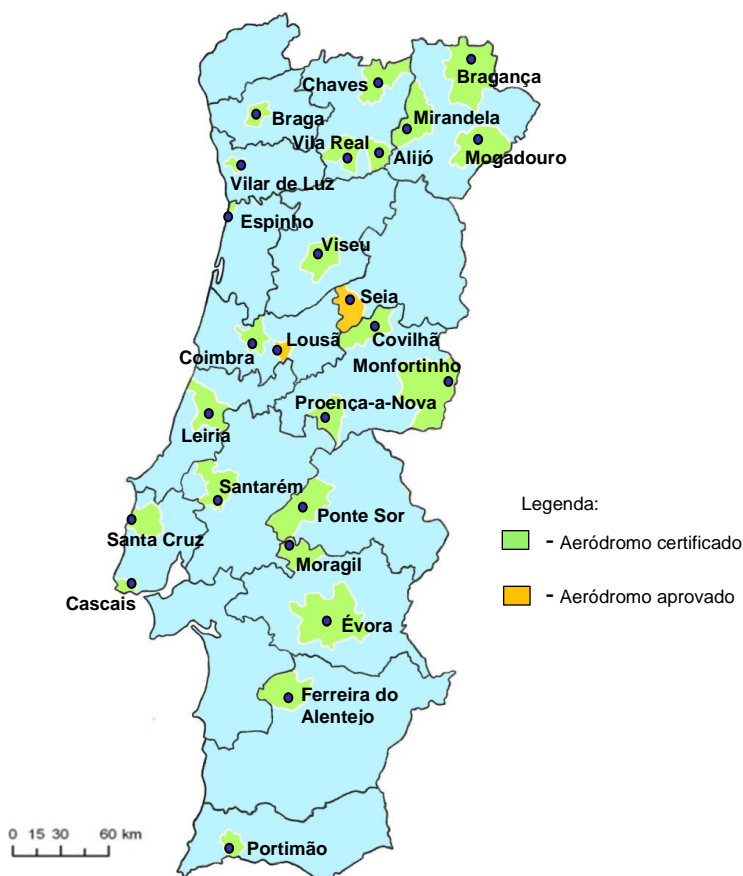 Bragança
Chaves
Braga
Mirandela
Vila Real
Alijó
Mogadouro
Vilar de Luz
Espinho
Viseu
Seia
Lousã
Covilhã
Coimbra
Monfortinho
Proença-a-Nova
Leiria
Santarém
Ponte Sor
Legenda:
Santa Cruz
- Aeródromo certificado
Moragil
Cascais
- Aeródromo aprovado
Évora
Ferreira do
Alentejo
0 15 30 60 km
Portimão